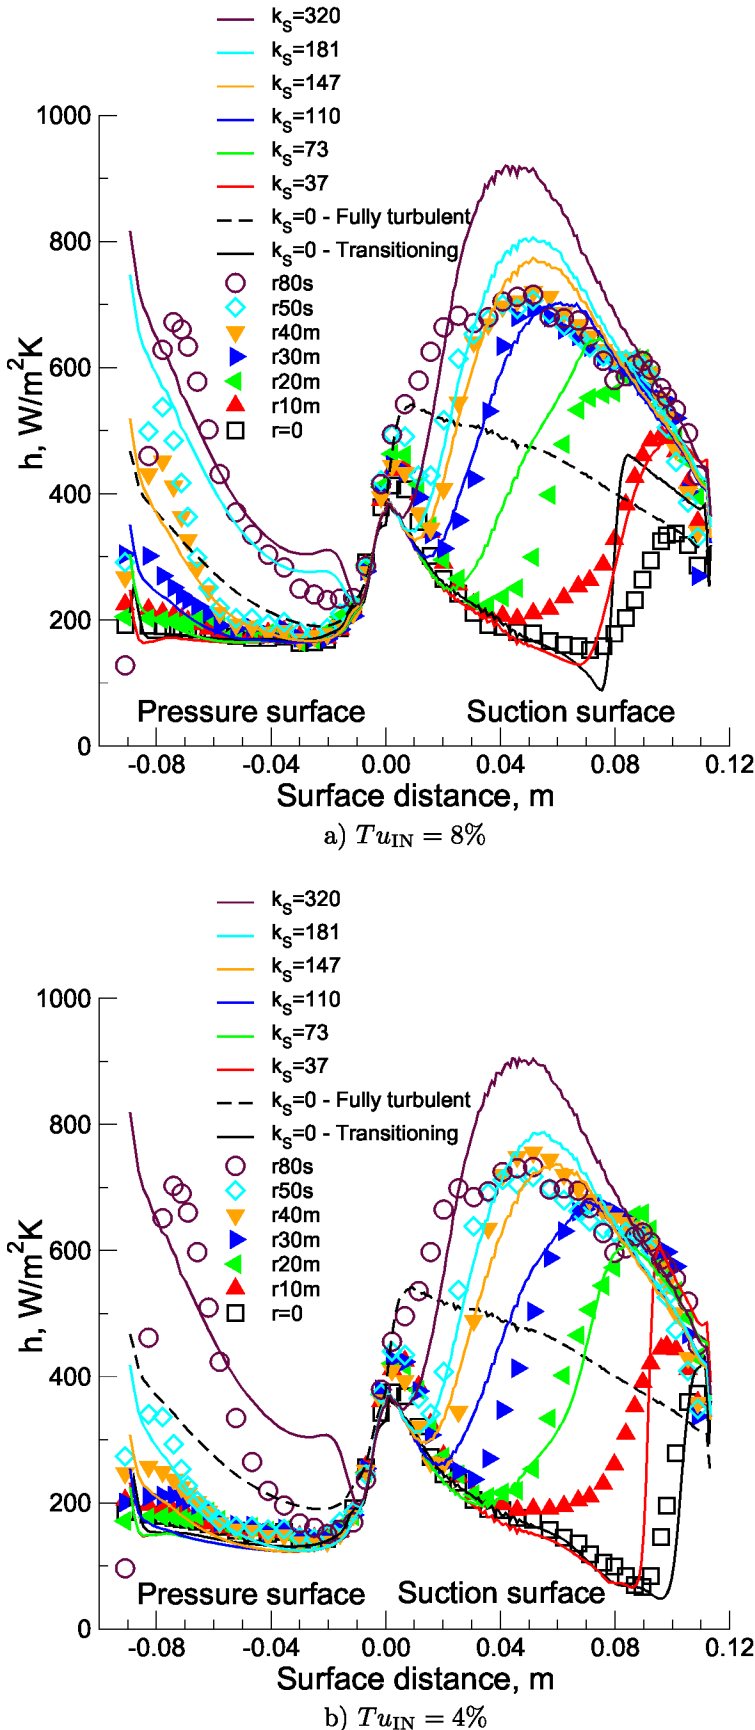 k_S=320
k_S=181
k_S=147
k_S=110
k_S=73
k_S=37
k_S=0 - Fully turbulent
k_S=0 - Transitioning
r80s
r50s
r40m
r30m
r20m
r10m
r=0
1000
800
600
400
200
0
h, W/m²K
Pressure surface
Suction surface
-0.08
-0.04
0.00
0.04
0.08
0.12
Surface distance, m
a) Tu_IN = 8%
k_S=320
k_S=181
k_S=147
k_S=110
k_S=73
k_S=37
k_S=0 - Fully turbulent
k_S=0 - Transitioning
r80s
r50s
r40m
r30m
r20m
r10m
r=0
1000
800
600
400
200
0
h, W/m²K
Pressure surface
Suction surface
-0.08
-0.04
0.00
0.04
0.08
0.12
Surface distance, m
b) Tu_IN = 4%